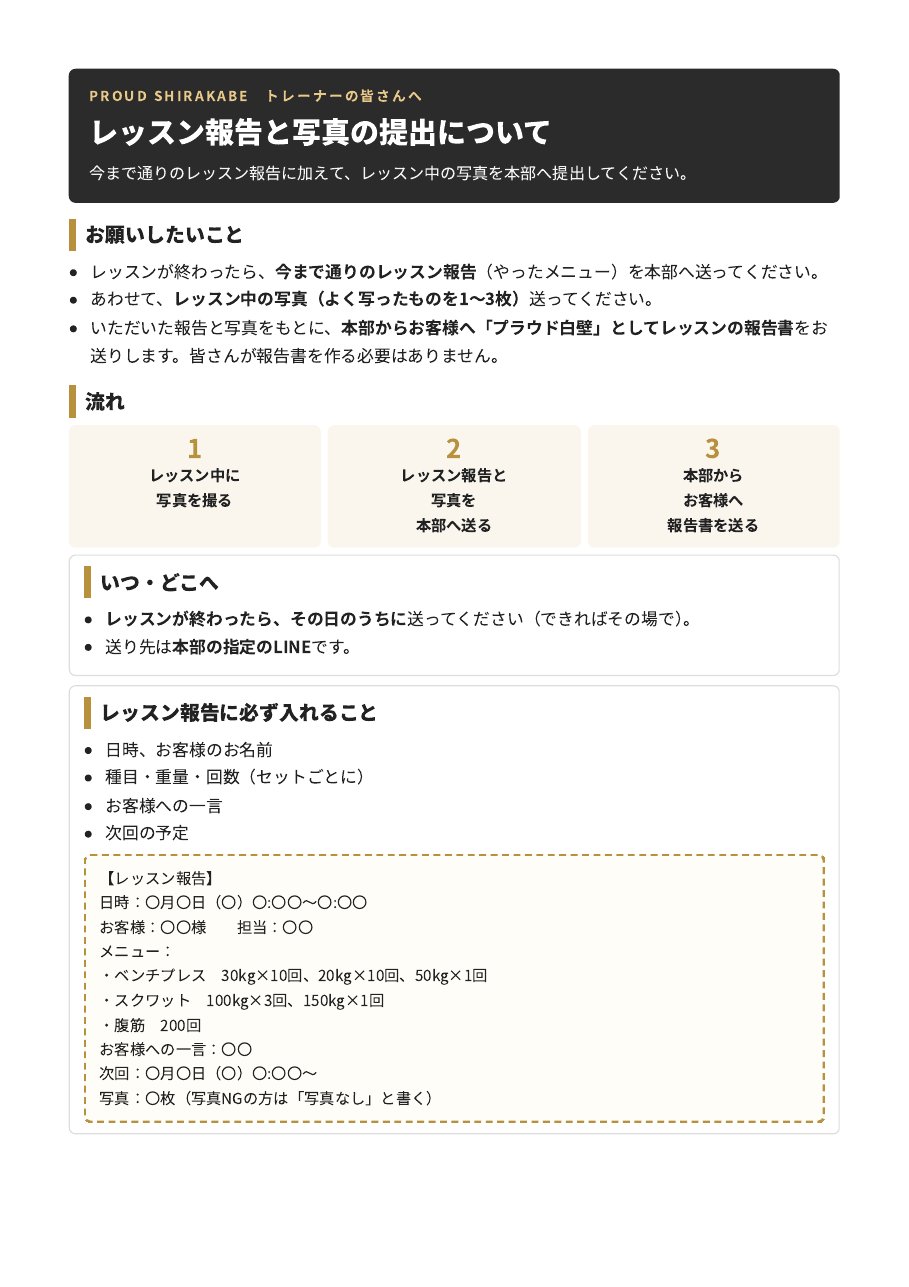 PROUD SHIRAKABE　トレーナーの皆さんへ
レッスン報告と写真の提出について
今まで通りのレッスン報告に加えて、レッスン中の写真を本部へ提出してください。
お願いしたいこと
● レッスンが終わったら、今まで通りのレッスン報告（やったメニュー）を本部へ送ってください。
● あわせて、レッスン中の写真（よく写ったものを1〜3枚）送ってください。
● いただいた報告と写真をもとに、本部からお客様へ「プラウド白壁」としてレッスンの報告書をお
送りします。皆さんが報告書を作る必要はありません。
流れ
1
レッスン中に
写真を撮る
2
レッスン報告と
写真を
本部へ送る
3
本部から
お客様へ
報告書を送る
いつ・どこへ
● レッスンが終わったら、その日のうちに送ってください（できればその場で）。
● 送り先は本部の指定のLINEです。
レッスン報告に必ず入れること
● 日時、お客様のお名前
● 種目・重量・回数（セットごとに）
● お客様への一言
● 次回の予定
【レッスン報告】
日時：〇月〇日（〇）〇:〇〇〜〇:〇〇
お客様：〇〇様　　担当：〇〇
メニュー：
・ベンチプレス　30kg×10回、20kg×10回、50kg×1回
・スクワット　100kg×3回、150kg×1回
・腹筋　200回
お客様への一言：〇〇
次回：〇月〇日（〇）〇:〇〇〜
写真：〇枚（写真NGの方は「写真なし」と書く）